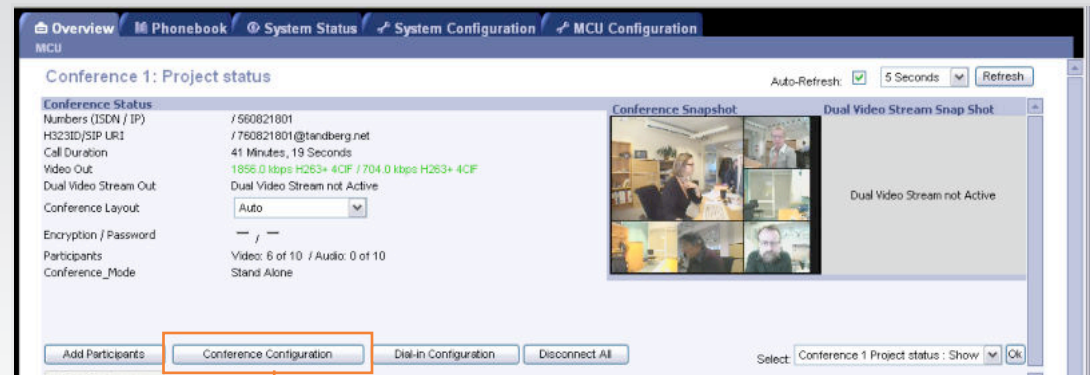 Overview Phonebook System Status System Configuration MCU Configuration
MCU
Conference 1: Project status
Auto-Refresh: 5 Seconds Refresh
Conference Status
Numbers (ISDN / IP) / 560821801
H323ID/SIP URI / 760821801@tandberg.net
Call Duration 41 Minutes, 19 Seconds
Video Out 1856.0 kbps H263+ 4CIF / 704.0 kbps H263+ 4CIF
Dual Video Stream Out Dual Video Stream not Active
Conference Layout Auto
Encryption / Password — / —
Participants Video: 6 of 10 / Audio: 0 of 10
Conference_Mode Stand Alone
Conference Snapshot Dual Video Stream Snap Shot
Dual Video Stream not Active
Add Participants Conference Configuration Dial-in Configuration Disconnect All Select: Conference 1 Project status : Show Ok